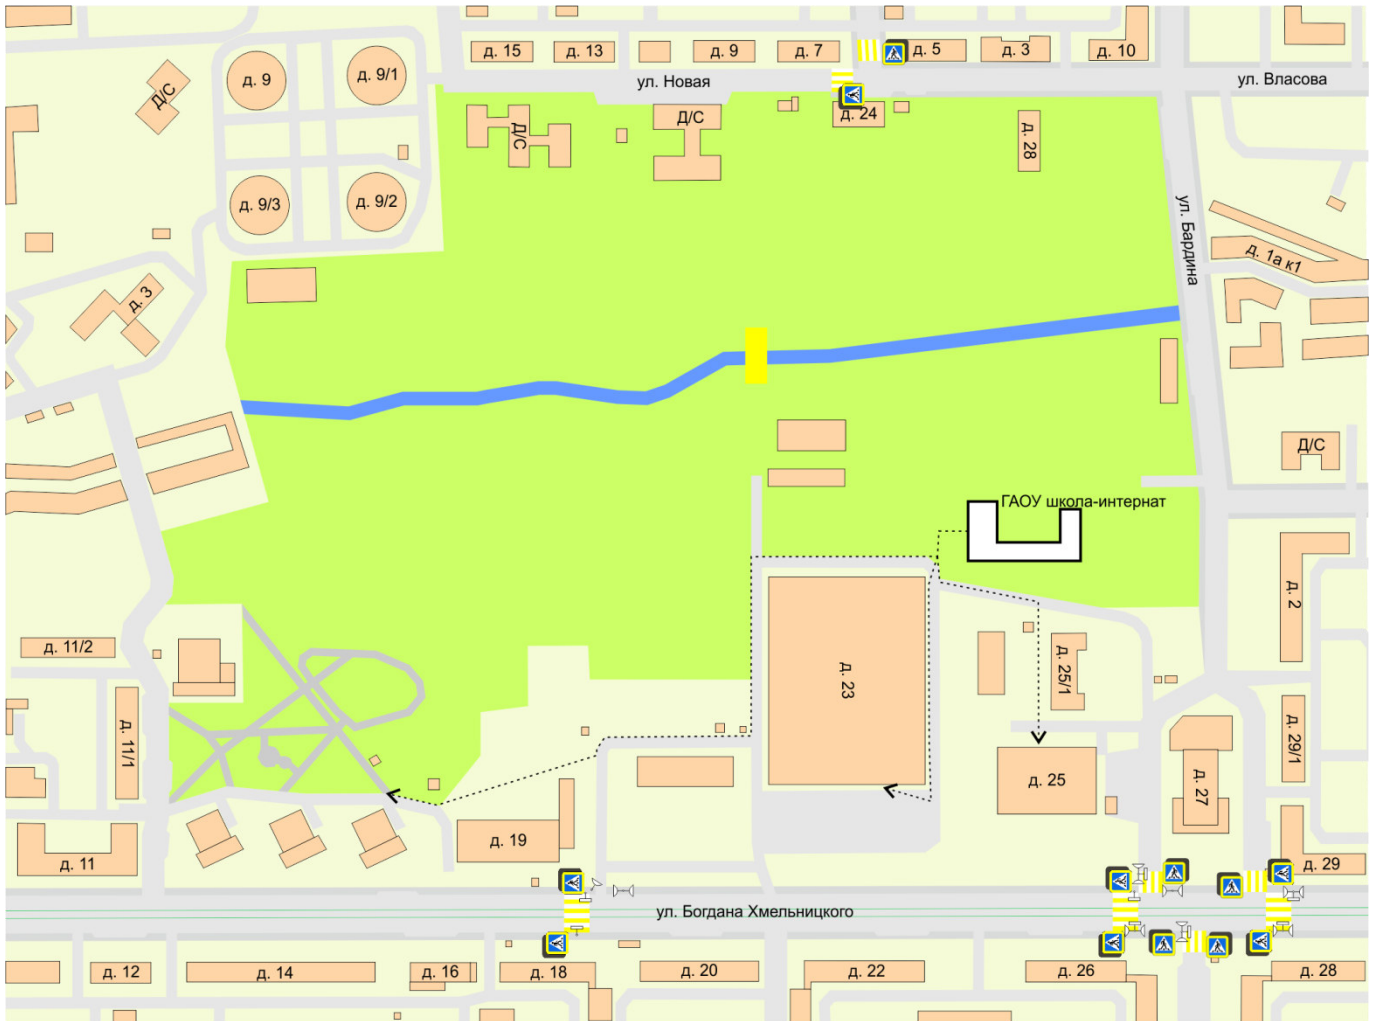 д. 15
д. 13
д. 9
д. 7
д. 5
д. 3
д. 10
д. 9
д. 9/1
ул. Новая
ул. Власова
Д/С
Д/С
Д/С
д. 24
д. 28
д. 9/3
д. 9/2
ул. Бардина
д. 1а к1
д. 3
Д/С
ГАОУ школа-интернат
д. 2
д. 11/2
д. 23
д. 25/1
д. 11/1
д. 29/1
д. 25
д. 27
д. 19
д. 11
д. 29
ул. Богдана Хмельницкого
д. 12
д. 14
д. 16
д. 18
д. 20
д. 22
д. 26
д. 28